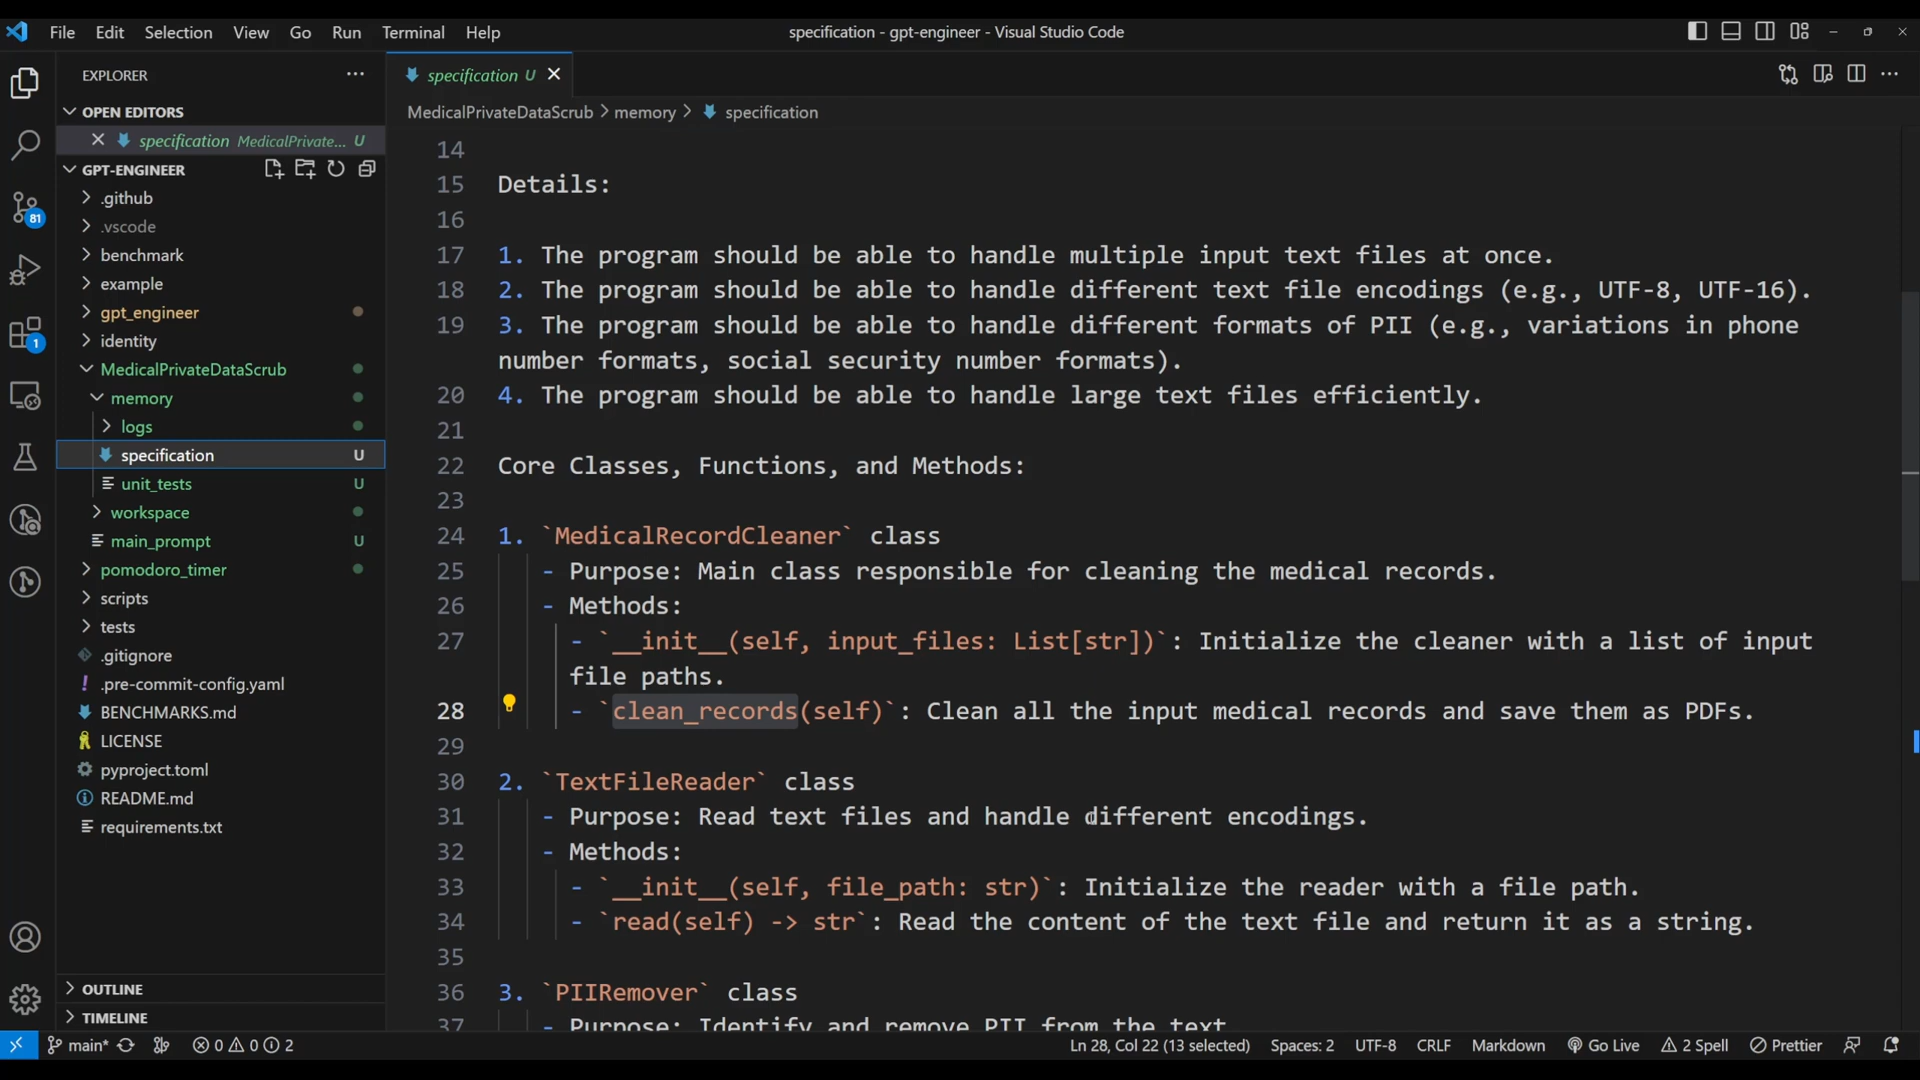 File Edit Selection View Go Run Terminal Help
specification - gpt-engineer - Visual Studio Code
EXPLORER
OPEN EDITORS
specification MedicalPrivate... U
GPT-ENGINEER
.github
.vscode
benchmark
example
gpt_engineer
identity
MedicalPrivateDataScrub
memory
logs
specification U
unit_tests U
workspace
main_prompt U
pomodoro_timer
scripts
tests
.gitignore
.pre-commit-config.yaml
BENCHMARKS.md
LICENSE
pyproject.toml
README.md
requirements.txt
OUTLINE
TIMELINE
81
1
specification U
MedicalPrivateDataScrub > memory > specification
14
15 Details:
16
17 1. The program should be able to handle multiple input text files at once.
18 2. The program should be able to handle different text file encodings (e.g., UTF-8, UTF-16).
19 3. The program should be able to handle different formats of PII (e.g., variations in phone
number formats, social security number formats).
20 4. The program should be able to handle large text files efficiently.
21
22 Core Classes, Functions, and Methods:
23
24 1. `MedicalRecordCleaner` class
25 - Purpose: Main class responsible for cleaning the medical records.
26 - Methods:
27 - `__init__(self, input_files: List[str])`: Initialize the cleaner with a list of input
file paths.
28 - `clean_records(self)`: Clean all the input medical records and save them as PDFs.
29
30 2. `TextFileReader` class
31 - Purpose: Read text files and handle different encodings.
32 - Methods:
33 - `__init__(self, file_path: str)`: Initialize the reader with a file path.
34 - `read(self) -> str`: Read the content of the text file and return it as a string.
35
36 3. `PIIRemover` class
37 - Purpose: Identify and remove PII from the text.
main* 0 0 2
Ln 28, Col 22 (13 selected) Spaces: 2 UTF-8 CRLF Markdown Go Live 2 Spell Prettier